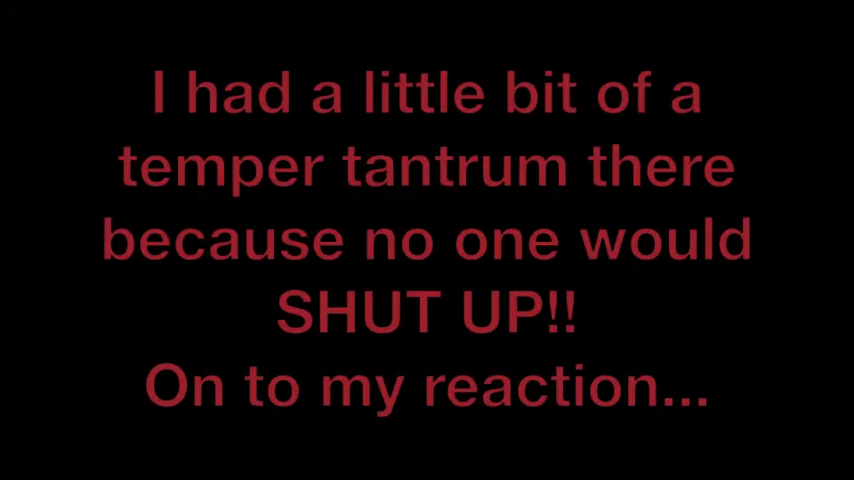 I had a little bit of a
temper tantrum there
because no one would
SHUT UP!!
On to my reaction...